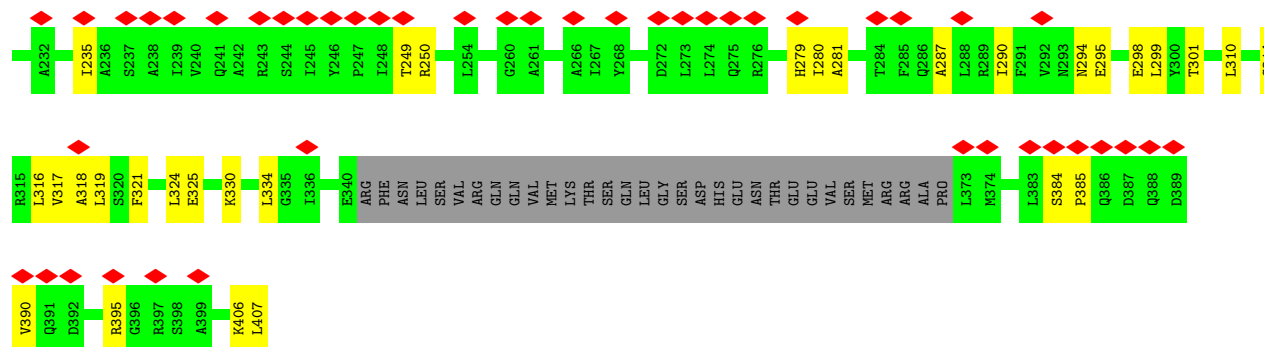 A232 I235 A236 S237 A238 I239 V240 Q241 A242 R243 S244 I245 Y246 P247 I248 T249 R250 L254 G260 A261 A266 I267 Y268 D272 L273 L274 Q275 R276 H279 I280 A281 T284 F285 Q286 A287 L288 R289 I290 F291 V292 N293 N294 E295 E298 L299 Y300 T301 L310
R315 L316 V317 A318 L319 S320 F321 L324 E325 K330 L334 G335 I336 E340 ARG PHE ASN LEU SER VAL ARG GLN GLN VAL MET LYS THR SER SER GLN LEU GLY SER ASP HIS GLU ASN THR GLU GLU VAL SER MET ARG ARG ALA PRO L373 M374 L383 S384 P385 Q386 D387 Q388 D389
V390 Q391 D392 R395 G396 R397 S398 A399 K406 L407